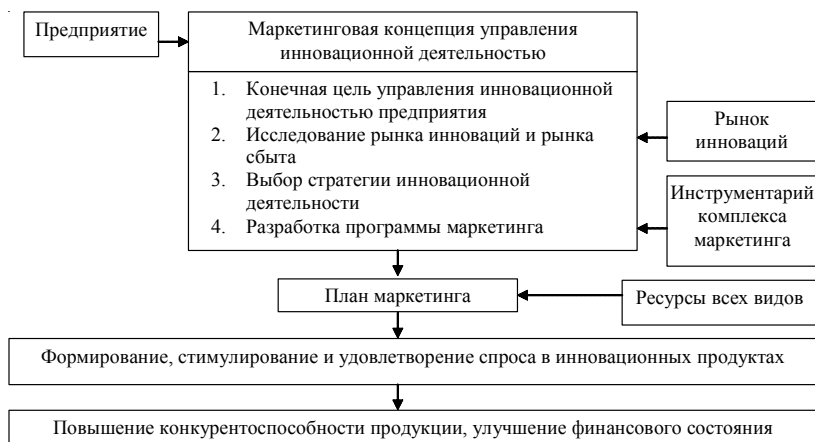 Предприятие
Маркетинговая концепция управления
инновационной деятельностью
1. Конечная цель управления инновационной
деятельностью предприятия
2. Исследование рынка инноваций и рынка
сбыта
3. Выбор стратегии инновационной
деятельности
4. Разработка программы маркетинга
Рынок
инноваций
Инструментарий
комплекса
маркетинга
План маркетинга
Ресурсы всех видов
Формирование, стимулирование и удовлетворение спроса в инновационных продуктах
Повышение конкурентоспособности продукции, улучшение финансового состояния